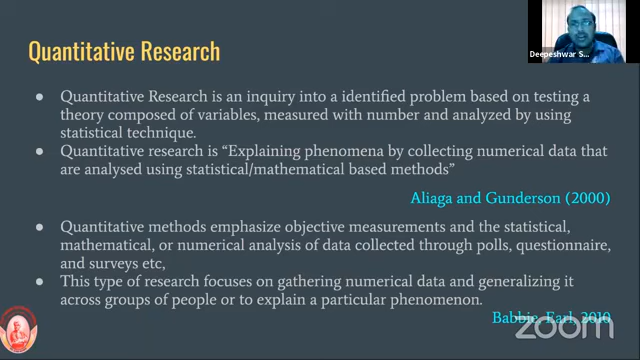 Deepeshwar S...
Quantitative Research
● Quantitative Research is an inquiry into a identified problem based on testing a
theory composed of variables, measured with number and analyzed by using
statistical technique.
● Quantitative research is “Explaining phenomena by collecting numerical data that
are analysed using statistical/mathematical based methods”
Aliaga and Gunderson (2000)
● Quantitative methods emphasize objective measurements and the statistical,
mathematical, or numerical analysis of data collected through polls, questionnaire,
and surveys etc,
● This type of research focuses on gathering numerical data and generalizing it
across groups of people or to explain a particular phenomenon.
Babbie, Earl, 2010
zoom